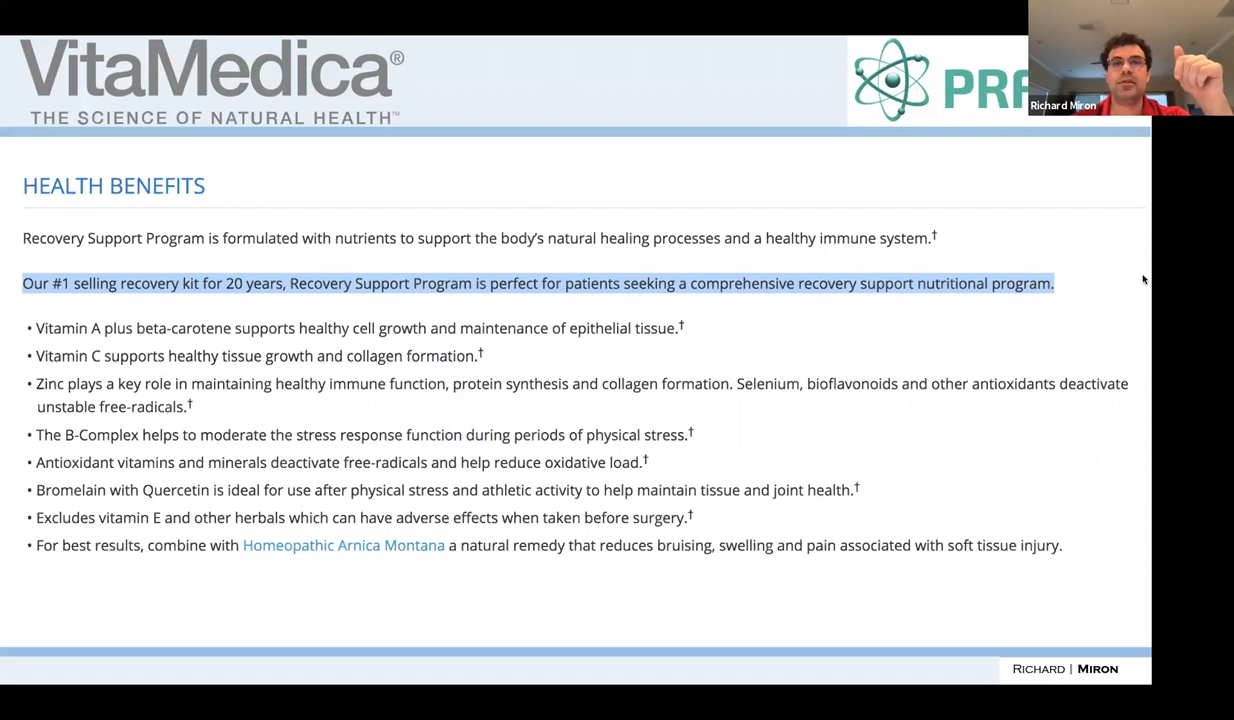 VitaMedica®
THE SCIENCE OF NATURAL HEALTH™
PRF
Richard Miron
HEALTH BENEFITS
Recovery Support Program is formulated with nutrients to support the body’s natural healing processes and a healthy immune system.†
Our #1 selling recovery kit for 20 years, Recovery Support Program is perfect for patients seeking a comprehensive recovery support nutritional program.
• Vitamin A plus beta-carotene supports healthy cell growth and maintenance of epithelial tissue.†
• Vitamin C supports healthy tissue growth and collagen formation.†
• Zinc plays a key role in maintaining healthy immune function, protein synthesis and collagen formation. Selenium, bioflavonoids and other antioxidants deactivate
unstable free-radicals.†
• The B-Complex helps to moderate the stress response function during periods of physical stress.†
• Antioxidant vitamins and minerals deactivate free-radicals and help reduce oxidative load.†
• Bromelain with Quercetin is ideal for use after physical stress and athletic activity to help maintain tissue and joint health.†
• Excludes vitamin E and other herbals which can have adverse effects when taken before surgery.†
• For best results, combine with Homeopathic Arnica Montana a natural remedy that reduces bruising, swelling and pain associated with soft tissue injury.
RICHARD | MIRON